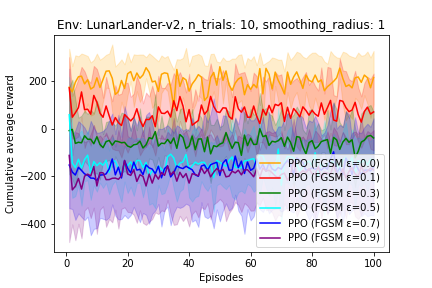 Env: LunarLander-v2, n_trials: 10, smoothing_radius: 1
Cumulative average reward
200
0
−200
−400
PPO (FGSM ε=0.0)
PPO (FGSM ε=0.1)
PPO (FGSM ε=0.3)
PPO (FGSM ε=0.5)
PPO (FGSM ε=0.7)
PPO (FGSM ε=0.9)
0 20 40 60 80 100
Episodes